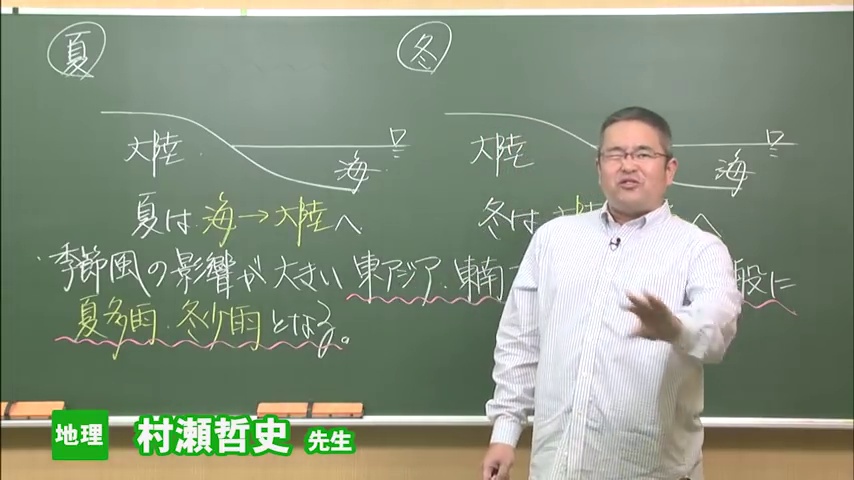 夏
冬
大陸
海
大陸
海
夏は 海→大陸へ
冬は 大陸 へ
季節風の影響が大きい 東アジア・東南 般に
夏多雨・冬少雨となる。
地理 村瀬哲史 先生